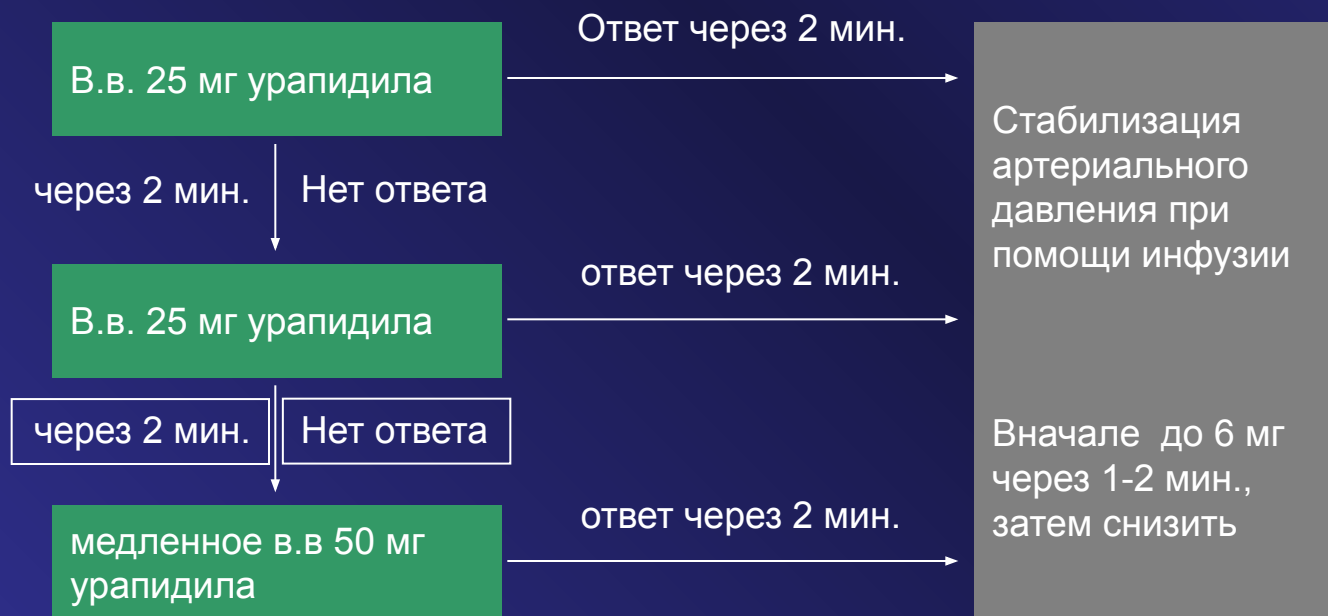 Ответ через 2 мин.
В.в. 25 мг урапидила
через 2 мин.
Нет ответа
В.в. 25 мг урапидила
ответ через 2 мин.
через 2 мин.
Нет ответа
медленное в.в 50 мг
урапидила
ответ через 2 мин.
Стабилизация
артериального
давления при
помощи инфузии
Вначале до 6 мг
через 1-2 мин.,
затем снизить